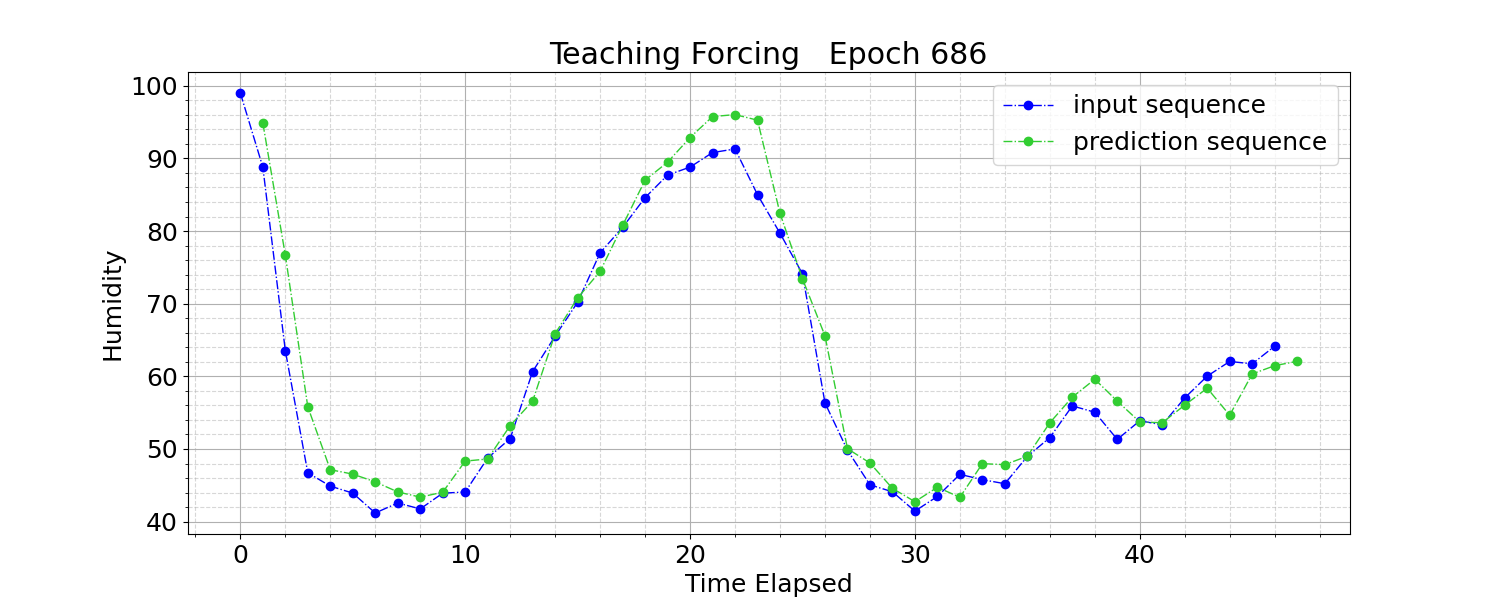 Teaching Forcing   Epoch 686
100
90
80
70
60
50
40
Humidity
input sequence
prediction sequence
0 10 20 30 40
Time Elapsed